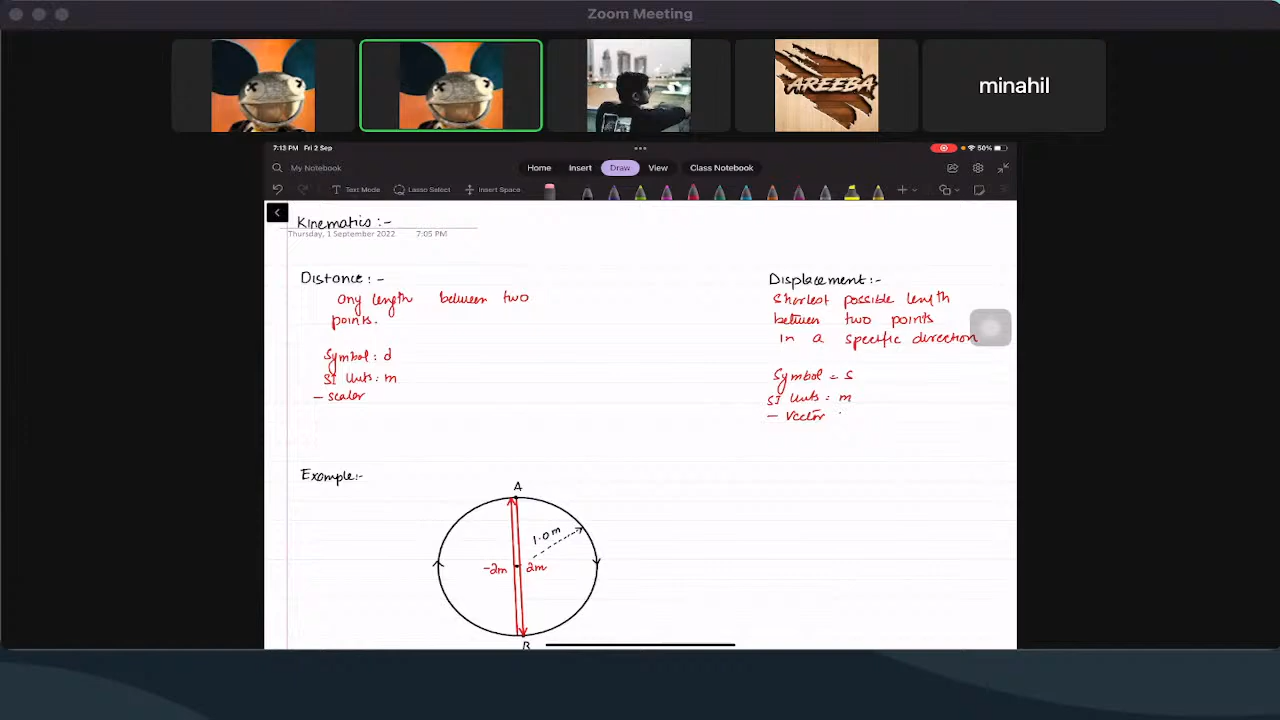 Zoom Meeting
AREEBA
minahil
7:13 PM Fri 2 Sep
50%
My Notebook
Home Insert Draw View Class Notebook
Text Mode Lasso Select Insert Space
Kinematics :-
Thursday, 1 September 2022 7:05 PM
Distance :-
Any length between two
points.
Symbol : d
SI Units : m
- Scalar
Displacement :-
Shortest possible length
between two points
in a specific direction
Symbol = s
SI Units : m
- Vector
Example:-
A
1.0 m
-2m 2m
B